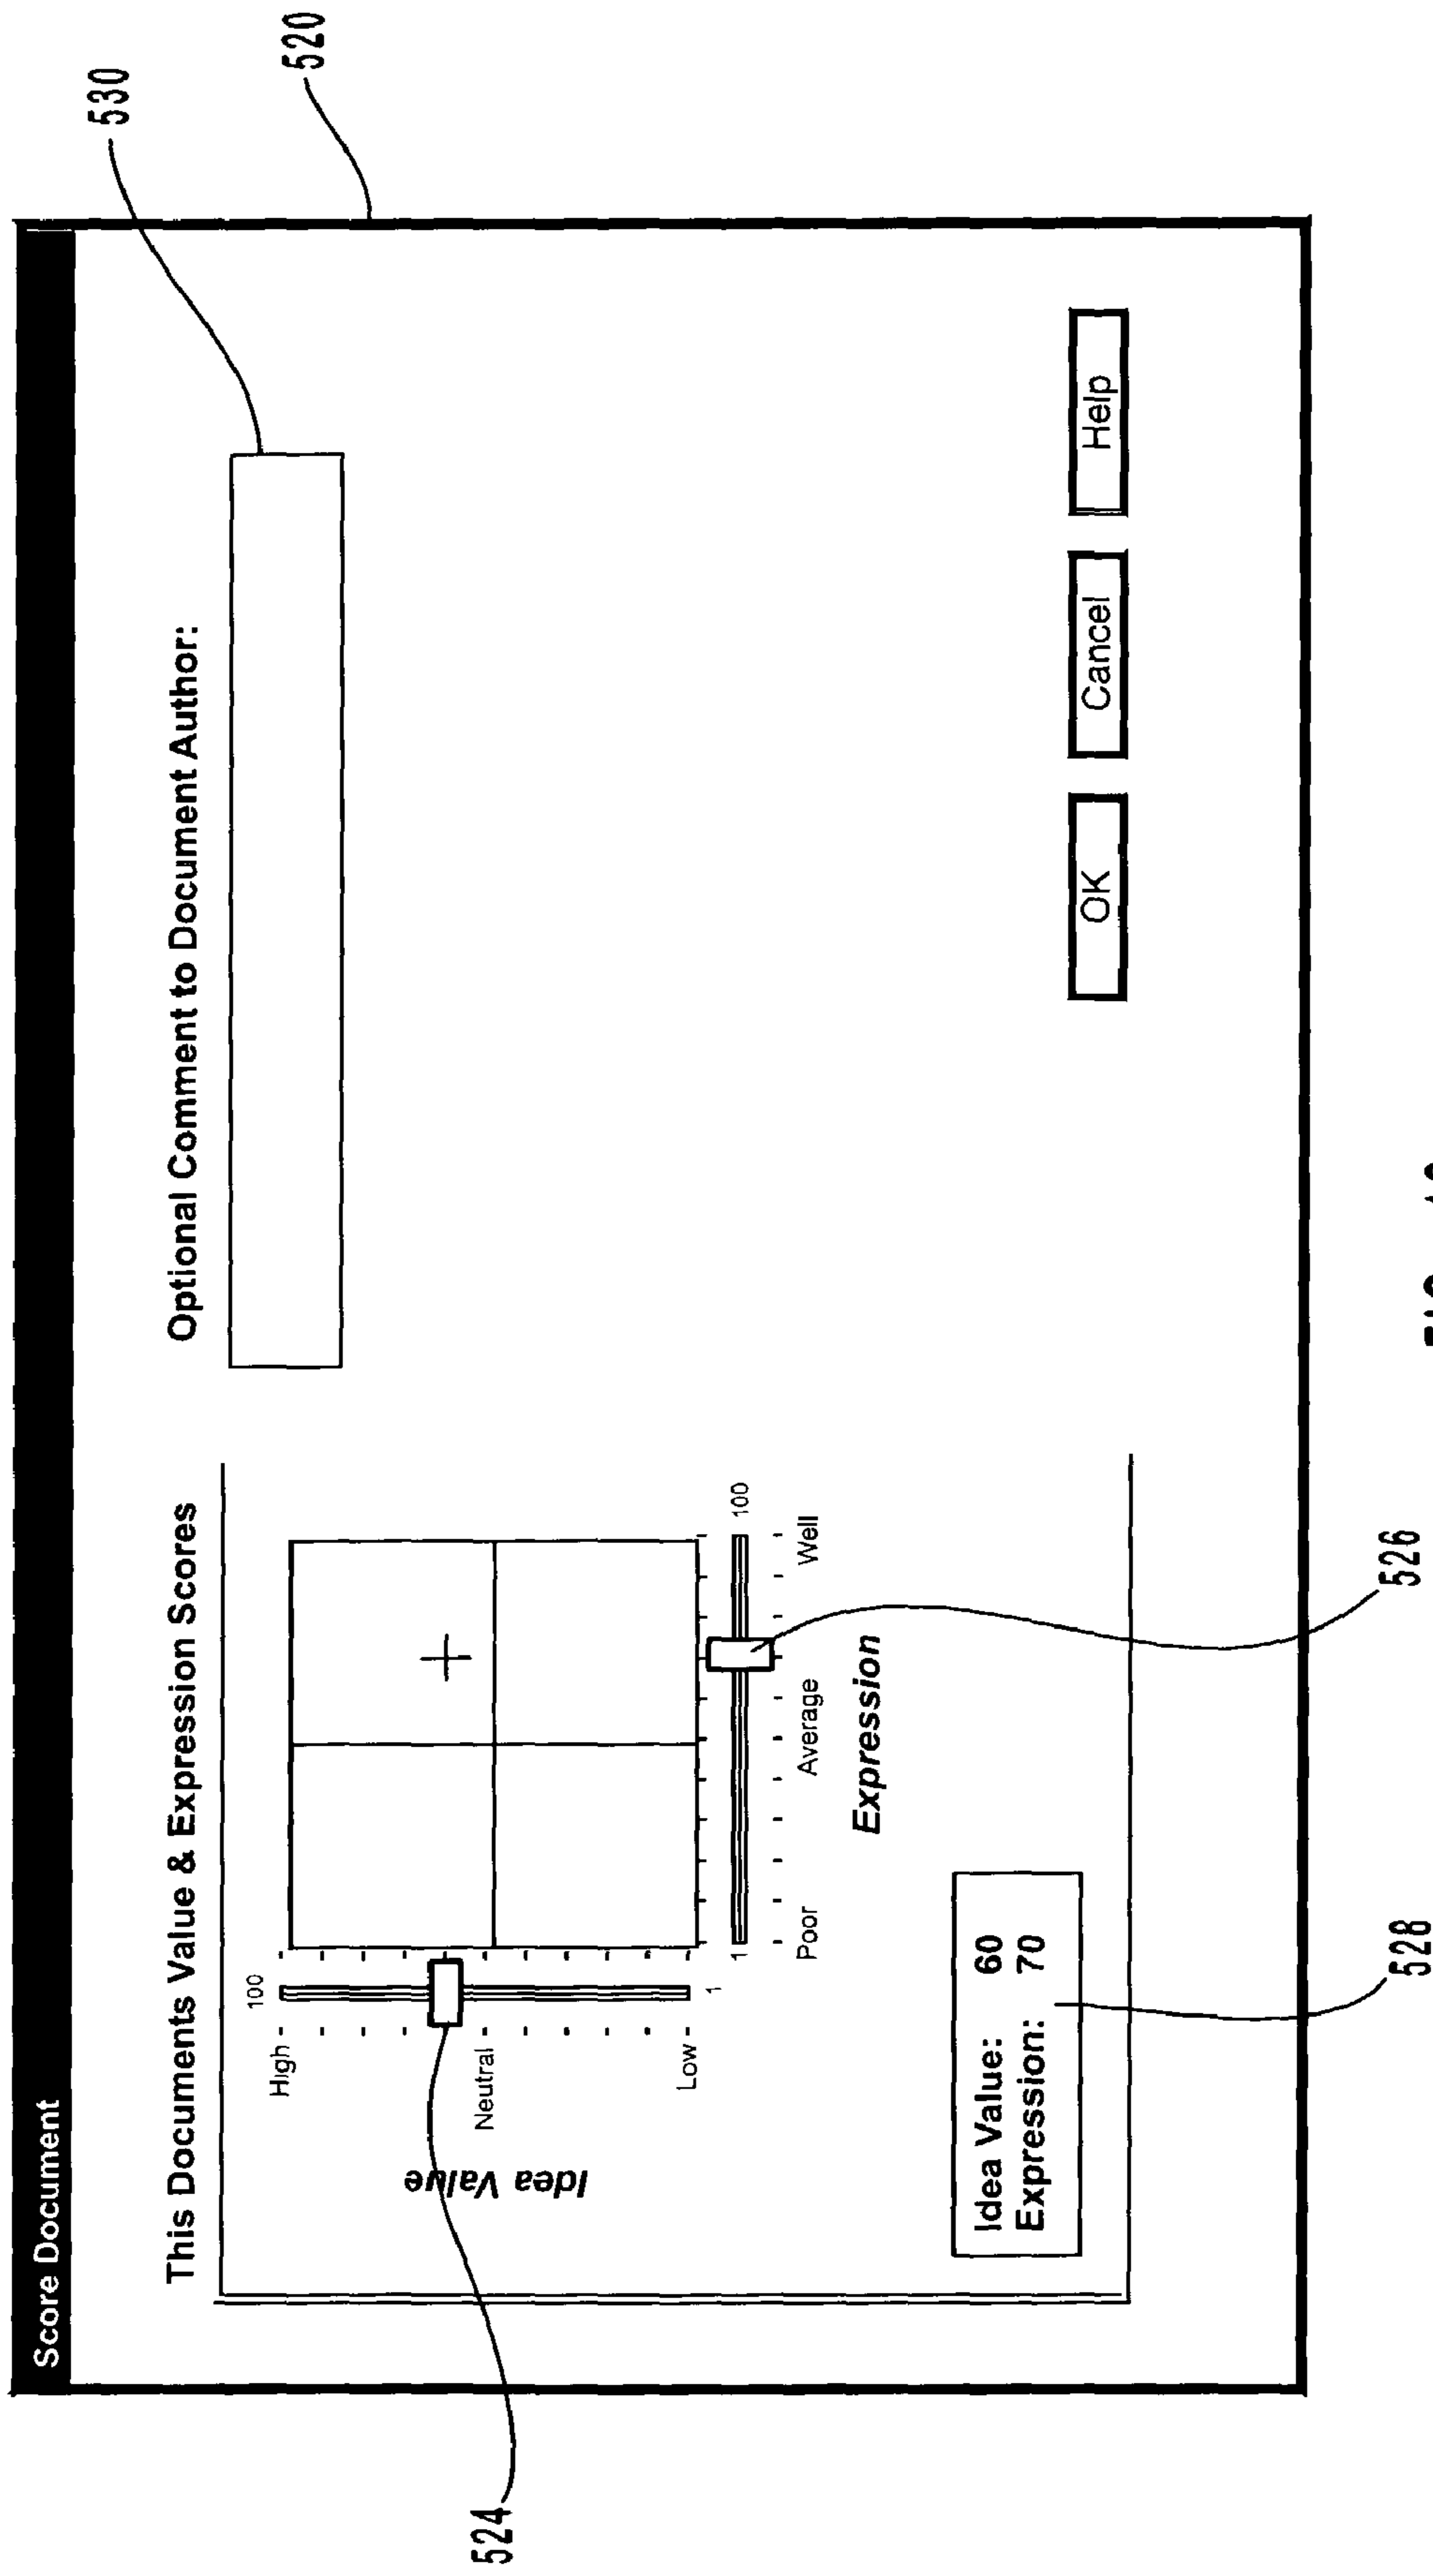 Score Document
This Documents Value & Expression Scores
Optional Comment to Document Author:
530
520
100
High
Neutral
Low
1
Idea Value
524
1
100
Poor
Average
Well
Expression
526
Idea Value: 60
Expression: 70
528
OK
Cancel
Help